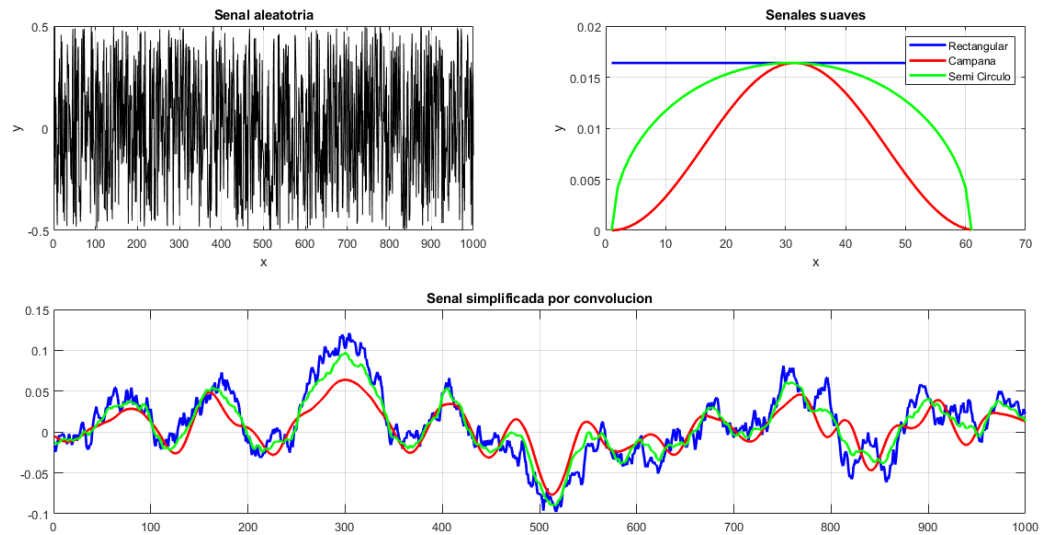 Senal aleatotria
0.5
0
-0.5
y
0 100 200 300 400 500 600 700 800 900 1000
x
Senales suaves
0.02
0.015
0.01
0.005
0
y
0 10 20 30 40 50 60 70
x
Rectangular
Campana
Semi Circulo
Senal simplificada por convolucion
0.15
0.1
0.05
0
-0.05
-0.1
0 100 200 300 400 500 600 700 800 900 1000